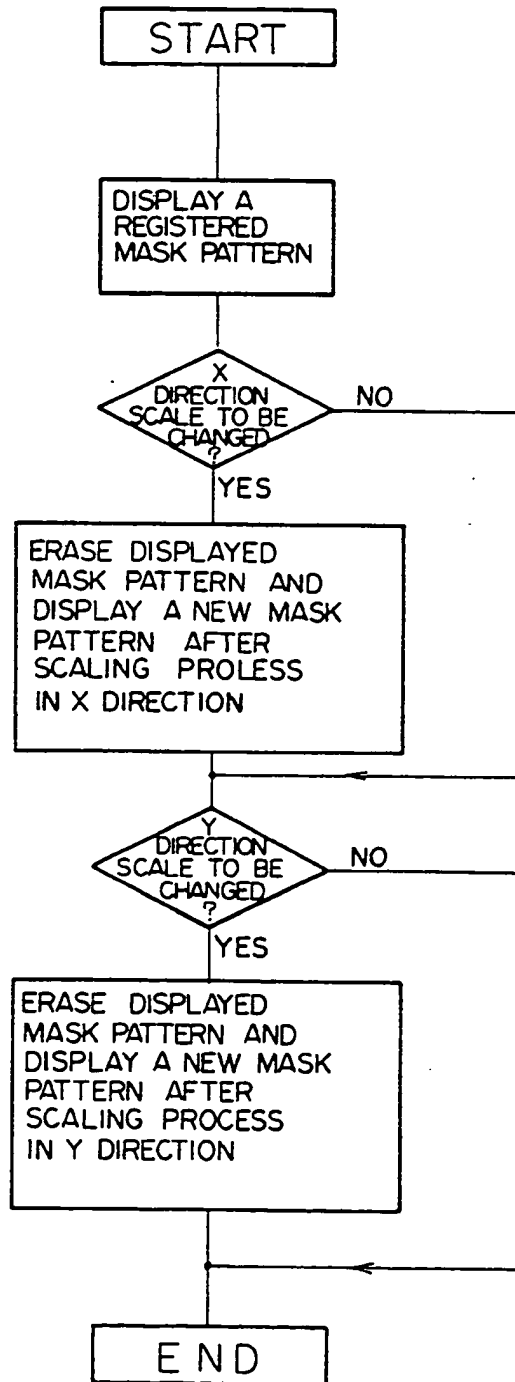 START
DISPLAY A
REGISTERED
MASK PATTERN
X
DIRECTION
SCALE TO BE
CHANGED
?
NO
YES
ERASE DISPLAYED
MASK PATTERN AND
DISPLAY A NEW MASK
PATTERN AFTER
SCALING PROLESS
IN X DIRECTION
Y
DIRECTION
SCALE TO BE
CHANGED
?
NO
YES
ERASE DISPLAYED
MASK PATTERN AND
DISPLAY A NEW MASK
PATTERN AFTER
SCALING PROCESS
IN Y DIRECTION
END